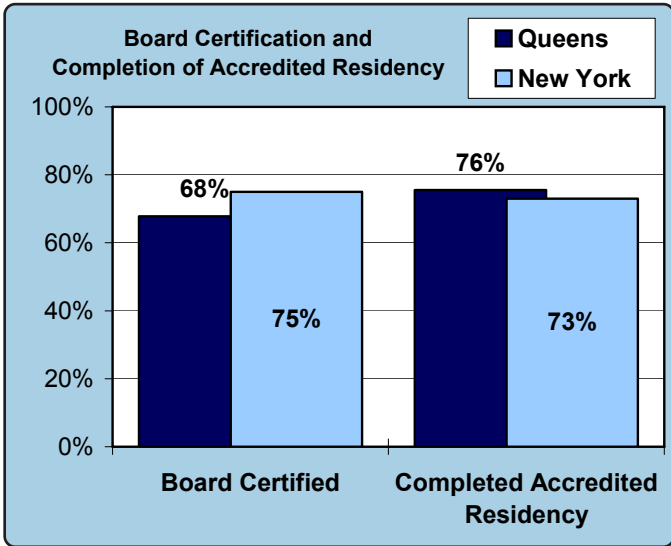 Board Certification and
Completion of Accredited Residency
Queens
New York
100%
80%
60%
40%
20%
0%
68%
75%
76%
73%
Board Certified
Completed Accredited
Residency